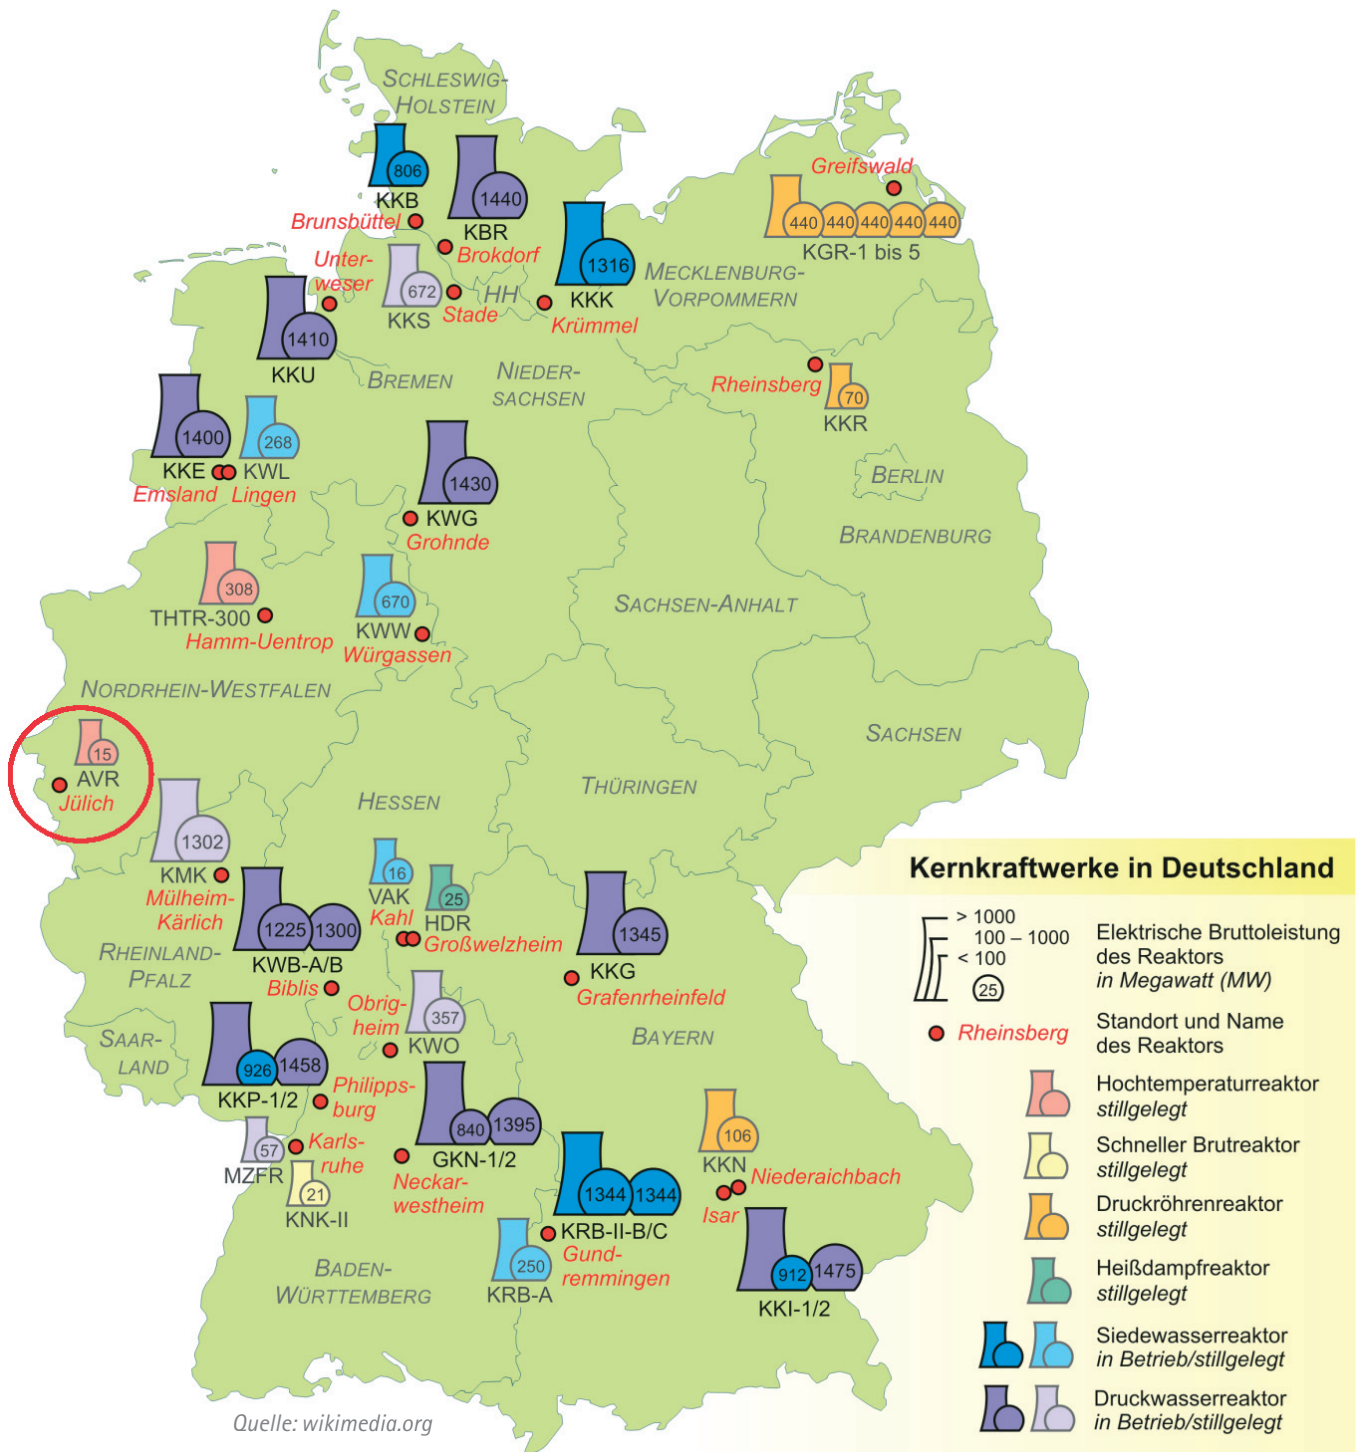 SCHLESWIG-
HOLSTEIN
806
KKB
Brunsbüttel
1440
KBR
Brokdorf
Greifswald
440 440 440 440 440
KGR-1 bis 5
1316
KKK
Krümmel
MECKLENBURG-
VORPOMMERN
Unter-
weser
672
KKS
Stade
HH
1410
KKU
BREMEN
NIEDER-
SACHSEN
Rheinsberg
70
KKR
1400
KKE
Emsland
268
KWL
Lingen
1430
KWG
Grohnde
BERLIN
BRANDENBURG
308
THTR-300
Hamm-Uentrop
670
KWW
Würgassen
SACHSEN-ANHALT
NORDRHEIN-WESTFALEN
15
AVR
Jülich
SACHSEN
THÜRINGEN
HESSEN
1302
KMK
Mülheim-
Kärlich
16
VAK
Kahl
25
HDR
Großwelzheim
1225 1300
KWB-A/B
Biblis
1345
KKG
Grafenrheinfeld
RHEINLAND-
PFALZ
Obrig-
heim
357
KWO
SAAR-
LAND
BAYERN
926 1458
KKP-1/2
Philipps-
burg
57
MZFR
Karls-
ruhe
21
KNK-II
840 1395
GKN-1/2
Neckar-
westheim
106
KKN
Niederaichbach
Isar
1344 1344
KRB-II-B/C
Gund-
remmingen
250
KRB-A
912 1475
KKI-1/2
BADEN-
WÜRTTEMBERG
Quelle: wikimedia.org
Kernkraftwerke in Deutschland
> 1000
100 – 1000
< 100
25
Elektrische Bruttoleistung
des Reaktors
in Megawatt (MW)
Rheinsberg
Standort und Name
des Reaktors
Hochtemperaturreaktor
stillgelegt
Schneller Brutreaktor
stillgelegt
Druckröhrenreaktor
stillgelegt
Heißdampfreaktor
stillgelegt
Siedewasserreaktor
in Betrieb/stillgelegt
Druckwasserreaktor
in Betrieb/stillgelegt